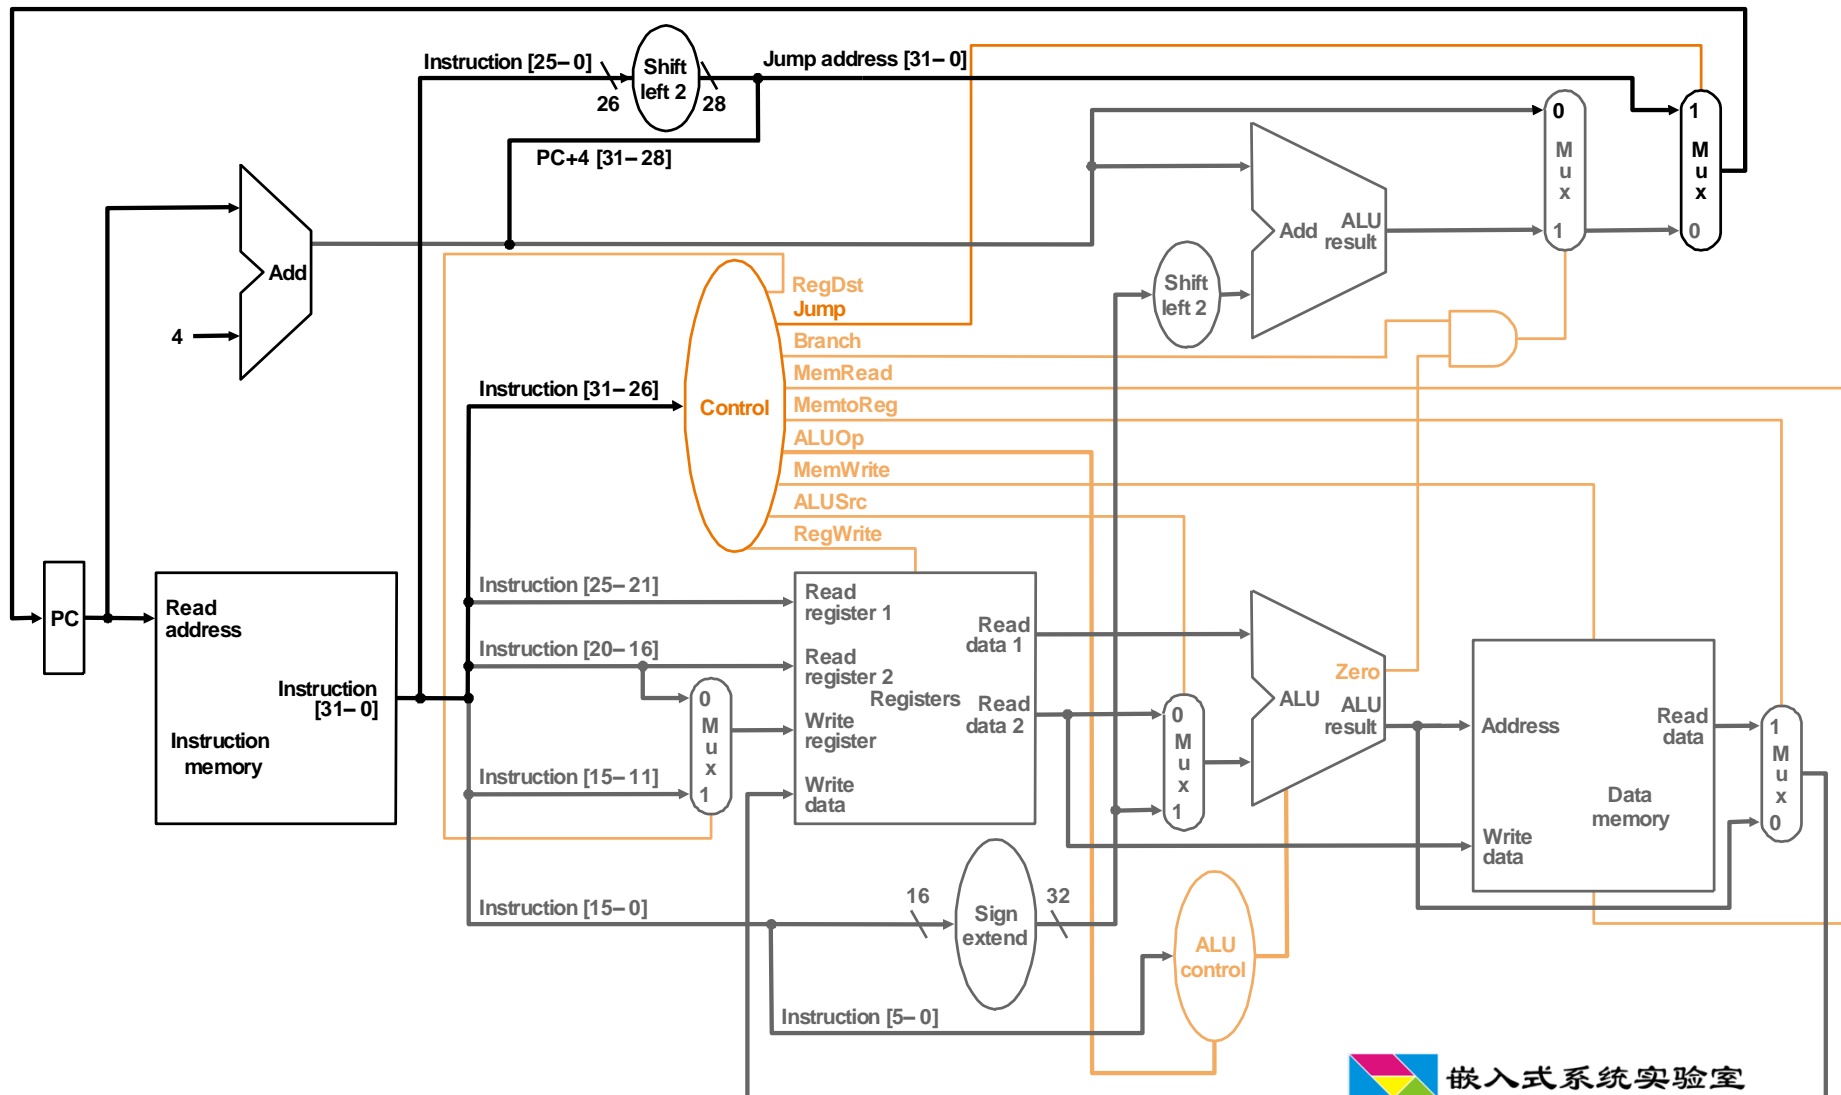 Instruction [25–0]
26
Shift
left 2
28
Jump address [31–0]
PC+4 [31–28]
0
M
u
x
1
1
M
u
x
0
Add
4
Add
ALU
result
Shift
left 2
RegDst
Jump
Branch
MemRead
MemtoReg
ALUOp
MemWrite
ALUSrc
RegWrite
Instruction [31–26]
Control
PC
Read
address
Instruction
[31–0]
Instruction
memory
Instruction [25–21]
Instruction [20–16]
Instruction [15–11]
0
M
u
x
1
Read
register 1
Read
register 2
Write
register
Write
data
Registers
Read
data 1
Read
data 2
0
M
u
x
1
Zero
ALU
ALU
result
Address
Write
data
Read
data
Data
memory
1
M
u
x
0
Instruction [15–0]
16
Sign
extend
32
ALU
control
Instruction [5–0]
嵌入式系统实验室